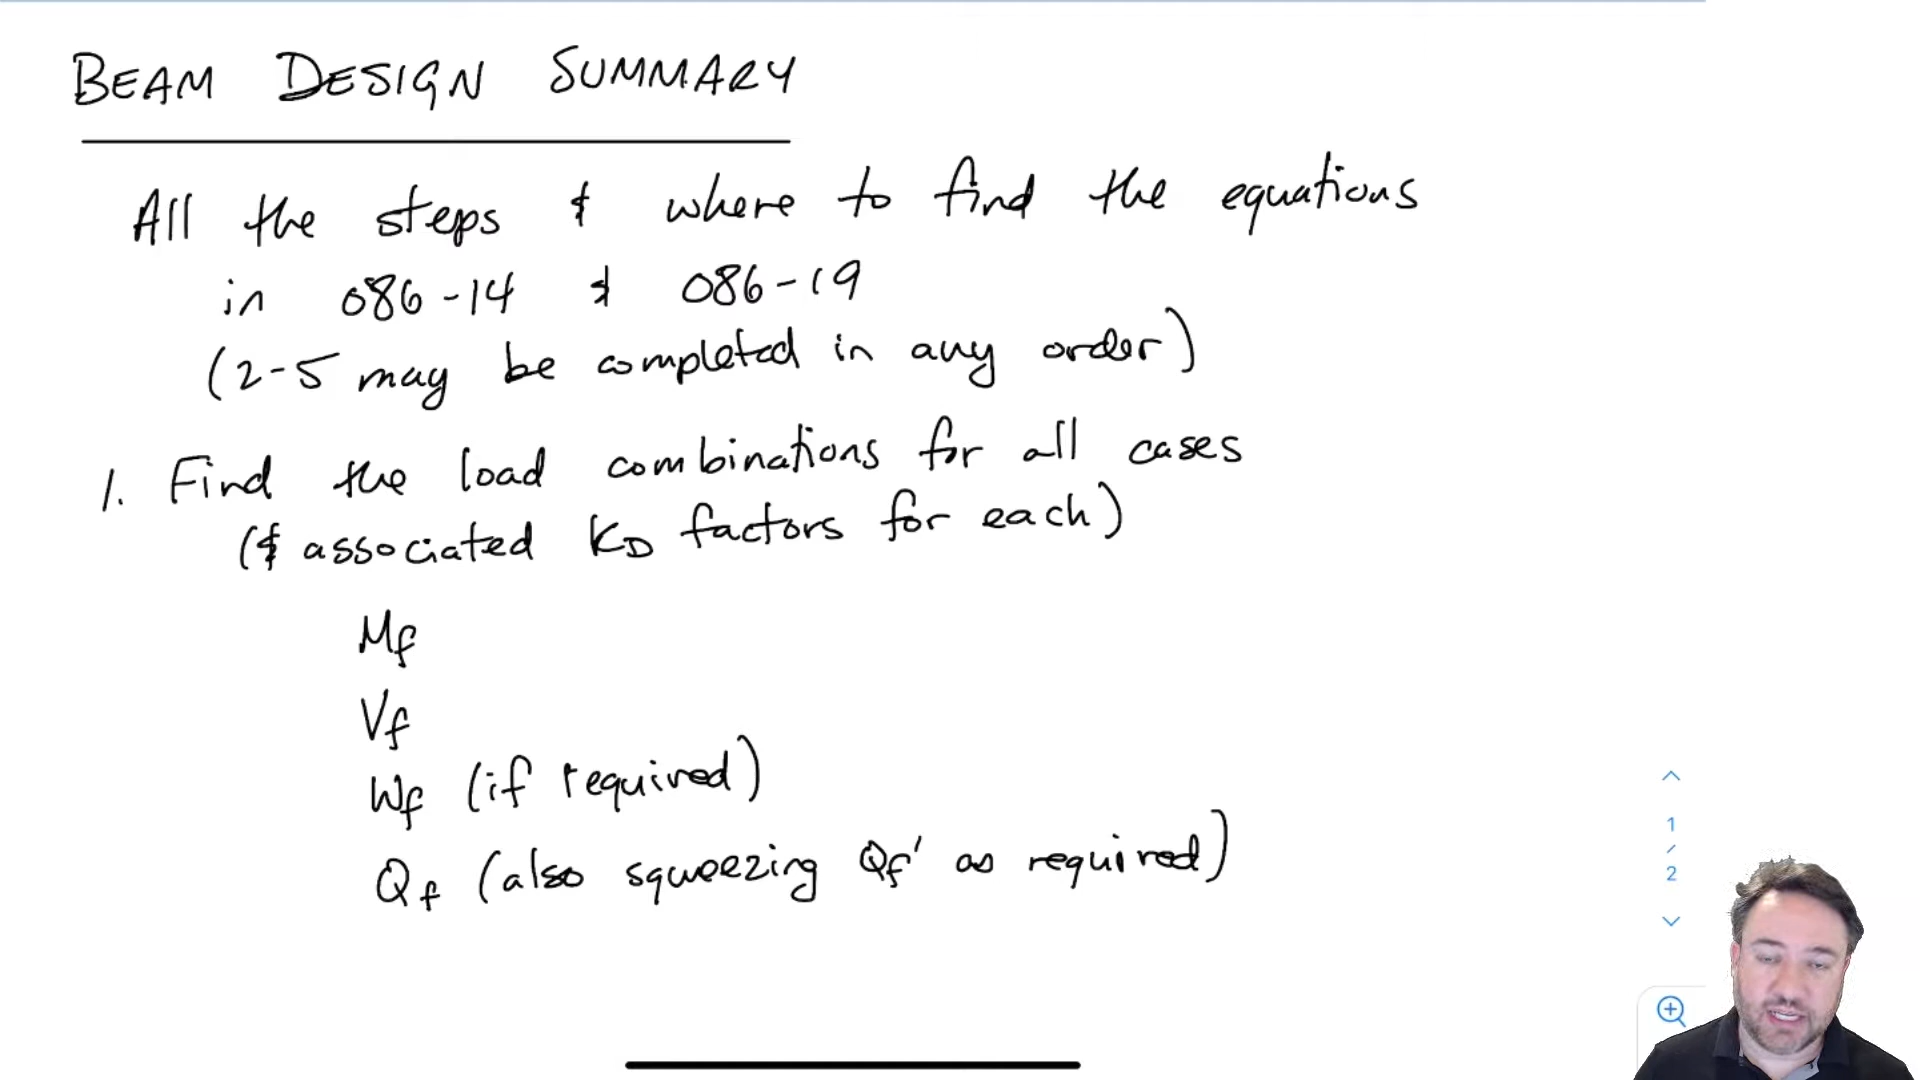 BEAM DESIGN SUMMARY
All the steps & where to find the equations
in 086-14 & 086-19
(2-5 may be completed in any order)
1. Find the load combinations for all cases
(& associated KD factors for each)
Mf
Vf
Wf (if required)
Qf (also squeezing Qf' as required)
1
/
2